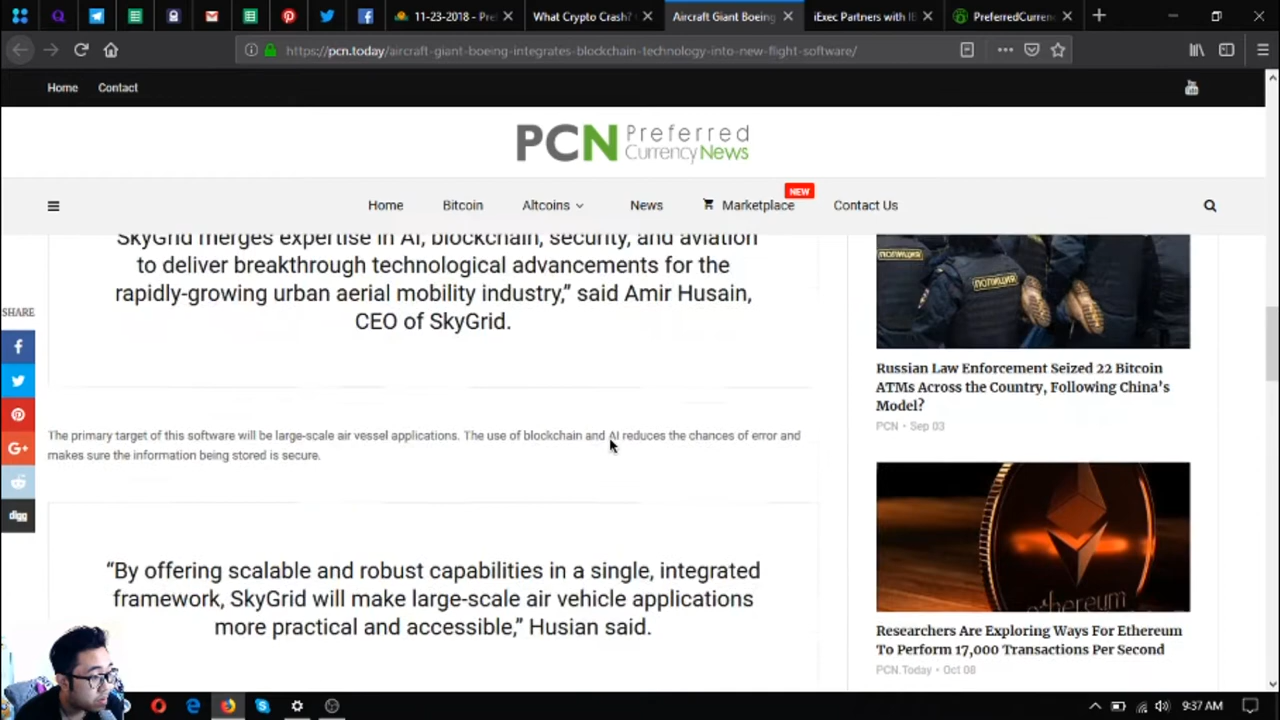 11-23-2018 - Pre
What Crypto Crash?
Aircraft Giant Boeing
iExec Partners with IB
PreferredCurren
https://pcn.today/aircraft-giant-boeing-integrates-blockchain-technology-into-new-flight-software/
Home
Contact
PCN Preferred
Currency News
NEW
Home
Bitcoin
Altcoins
News
Marketplace
Contact Us
SkyGrid merges expertise in AI, blockchain, security, and aviation
to deliver breakthrough technological advancements for the
rapidly-growing urban aerial mobility industry,” said Amir Husain,
CEO of SkyGrid.
SHARE
The primary target of this software will be large-scale air vessel applications. The use of blockchain and AI reduces the chances of error and
makes sure the information being stored is secure.
digg
“By offering scalable and robust capabilities in a single, integrated
framework, SkyGrid will make large-scale air vehicle applications
more practical and accessible,” Husian said.
ПОЛИЦИЯ
ПОЛИЦИЯ
Russian Law Enforcement Seized 22 Bitcoin
ATMs Across the Country, Following China's
Model?
PCN • Sep 03
ethereum
Researchers Are Exploring Ways For Ethereum
To Perform 17,000 Transactions Per Second
PCN.Today • Oct 08
9:37 AM